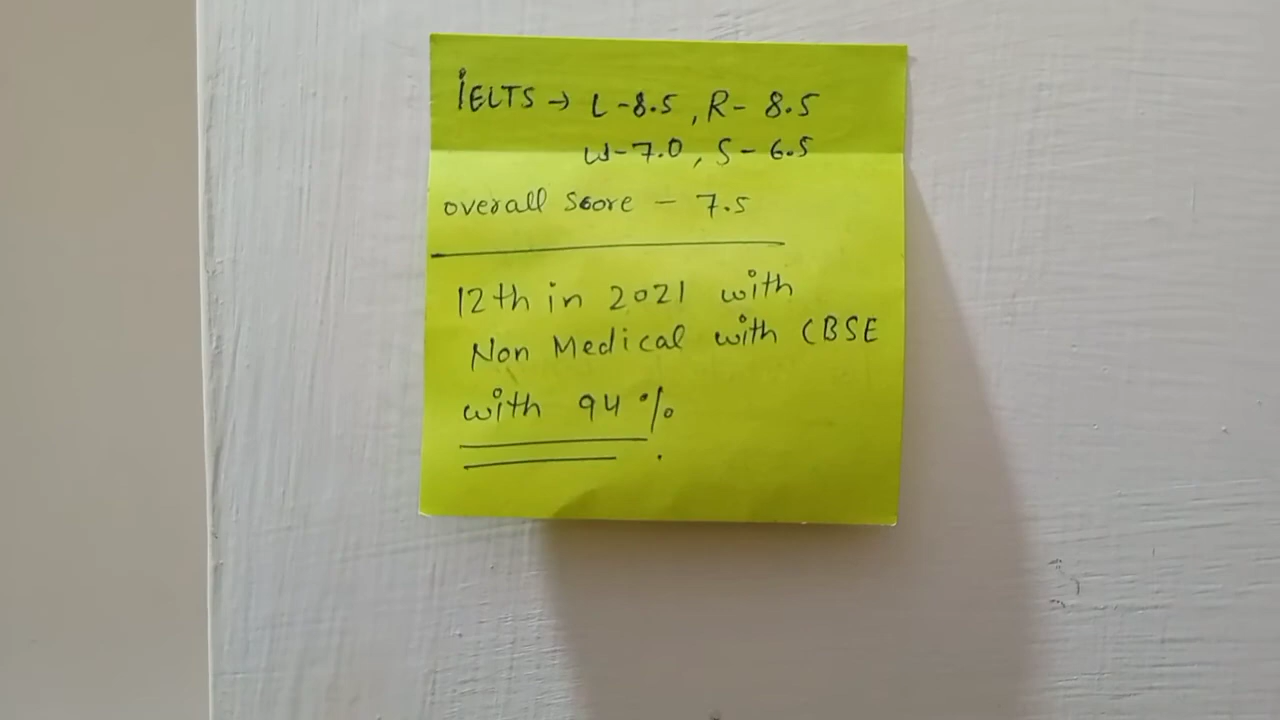 IELTS → L-8.5, R- 8.5
W-7.0, S- 6.5
overall Score - 7.5
12th in 2021 with
Non Medical with CBSE
with 94%